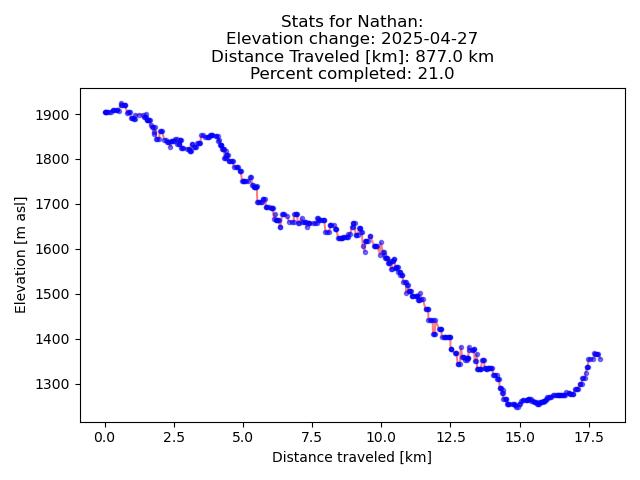 Stats for Nathan:
Elevation change: 2025-04-27
Distance Traveled [km]: 877.0 km
Percent completed: 21.0
Elevation [m asl]
1900
1800
1700
1600
1500
1400
1300
0.0 2.5 5.0 7.5 10.0 12.5 15.0 17.5
Distance traveled [km]